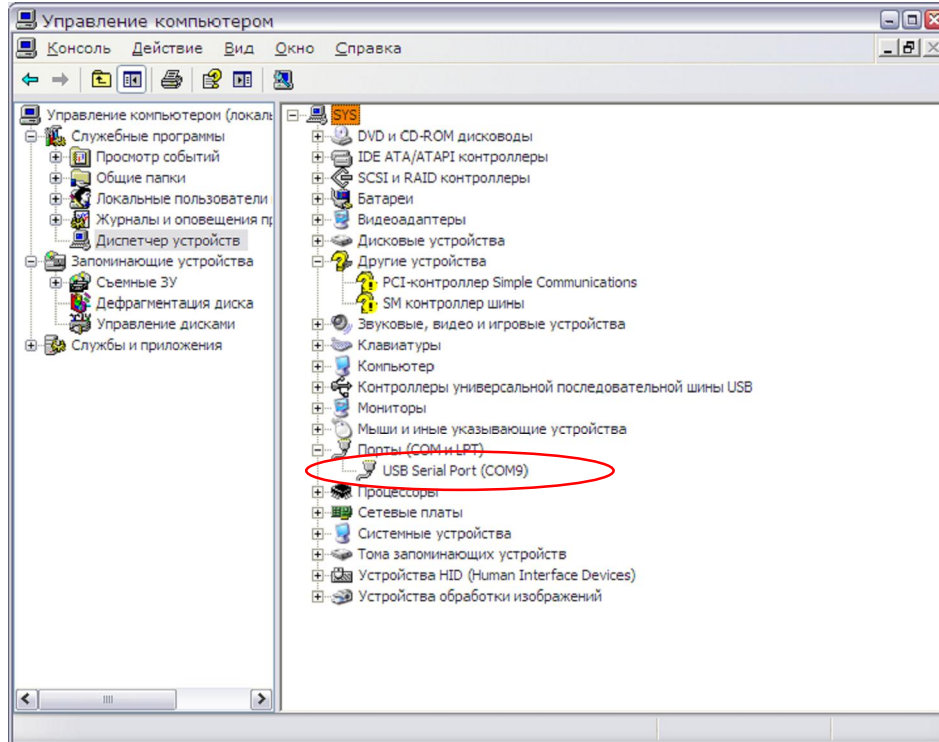 Управление компьютером
Консоль Действие Вид Окно Справка
Управление компьютером (локаль
Служебные программы
Просмотр событий
Общие папки
Локальные пользователи
Журналы и оповещения пр
Диспетчер устройств
Запоминающие устройства
Съемные ЗУ
Дефрагментация диска
Управление дисками
Службы и приложения
SYS
DVD и CD-ROM дисководы
IDE ATA/ATAPI контроллеры
SCSI и RAID контроллеры
Батареи
Видеоадаптеры
Дисковые устройства
Другие устройства
PCI-контроллер Simple Communications
SM контроллер шины
Звуковые, видео и игровые устройства
Клавиатуры
Компьютер
Контроллеры универсальной последовательной шины USB
Мониторы
Мыши и иные указывающие устройства
Порты (COM и LPT)
USB Serial Port (COM9)
Процессоры
Сетевые платы
Системные устройства
Тома запоминающих устройств
Устройства HID (Human Interface Devices)
Устройства обработки изображений